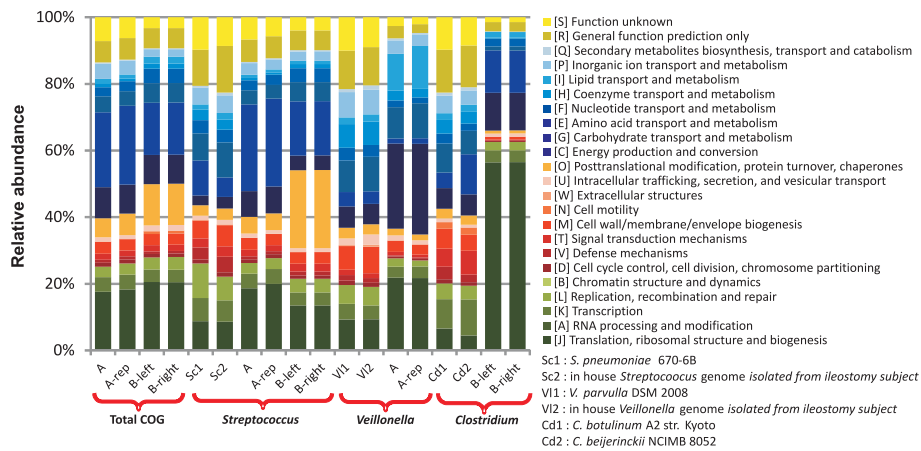 100%
80%
60%
40%
20%
0%
Relative abundance
A
A-rep
B-left
B-right
Sc1
Sc2
A
A-rep
B-left
B-right
Vl1
Vl2
A
A-rep
Cd1
Cd2
B-left
B-right
Total COG
Streptococcus
Veillonella
Clostridium
[S] Function unknown
[R] General function prediction only
[Q] Secondary metabolites biosynthesis, transport and catabolism
[P] Inorganic ion transport and metabolism
[I] Lipid transport and metabolism
[H] Coenzyme transport and metabolism
[F] Nucleotide transport and metabolism
[E] Amino acid transport and metabolism
[G] Carbohydrate transport and metabolism
[C] Energy production and conversion
[O] Posttranslational modification, protein turnover, chaperones
[U] Intracellular trafficking, secretion, and vesicular transport
[W] Extracellular structures
[N] Cell motility
[M] Cell wall/membrane/envelope biogenesis
[T] Signal transduction mechanisms
[V] Defense mechanisms
[D] Cell cycle control, cell division, chromosome partitioning
[B] Chromatin structure and dynamics
[L] Replication, recombination and repair
[K] Transcription
[A] RNA processing and modification
[J] Translation, ribosomal structure and biogenesis
Sc1 : S. pneumoniae 670-6B
Sc2 : in house Streptocoocus genome isolated from ileostomy subject
Vl1 : V. parvulla DSM 2008
Vl2 : in house Veillonella genome isolated from ileostomy subject
Cd1 : C. botulinum A2 str. Kyoto
Cd2 : C. beijerinckii NCIMB 8052